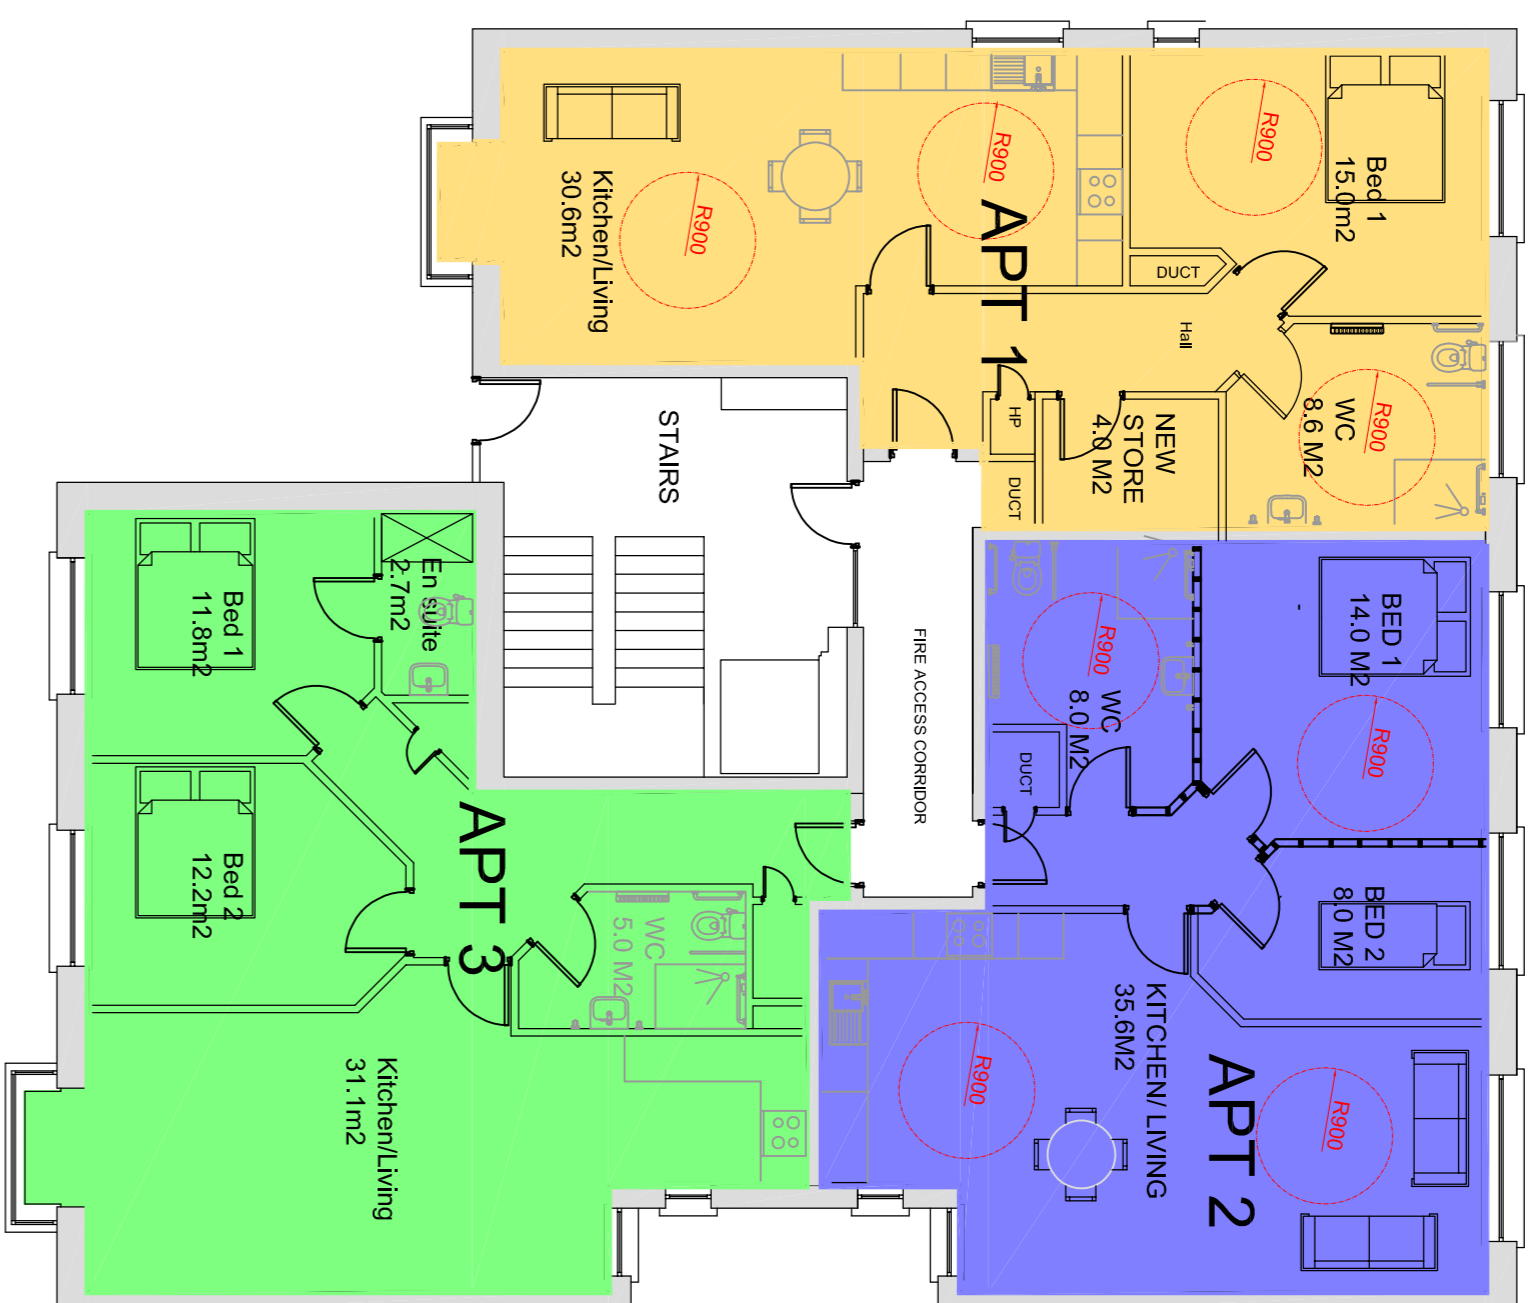 APT 1
Kitchen/Living
30.6m2
R900
R900
R900
Bed 1
15.0m2
DUCT
Hall
HP
DUCT
NEW
STORE
4.0 M2
WC
8.6 M2
R900
STAIRS
FIRE ACCESS CORRIDOR
APT 2
WC
8.0 M2
R900
DUCT
BED 1
14.0 M2
R900
BED 2
8.0 M2
KITCHEN/ LIVING
35.6M2
R900
R900
APT 3
Bed 1
11.8m2
En suite
2.7m2
Bed 2
12.2m2
WC
5.0 M2
Kitchen/Living
31.1m2